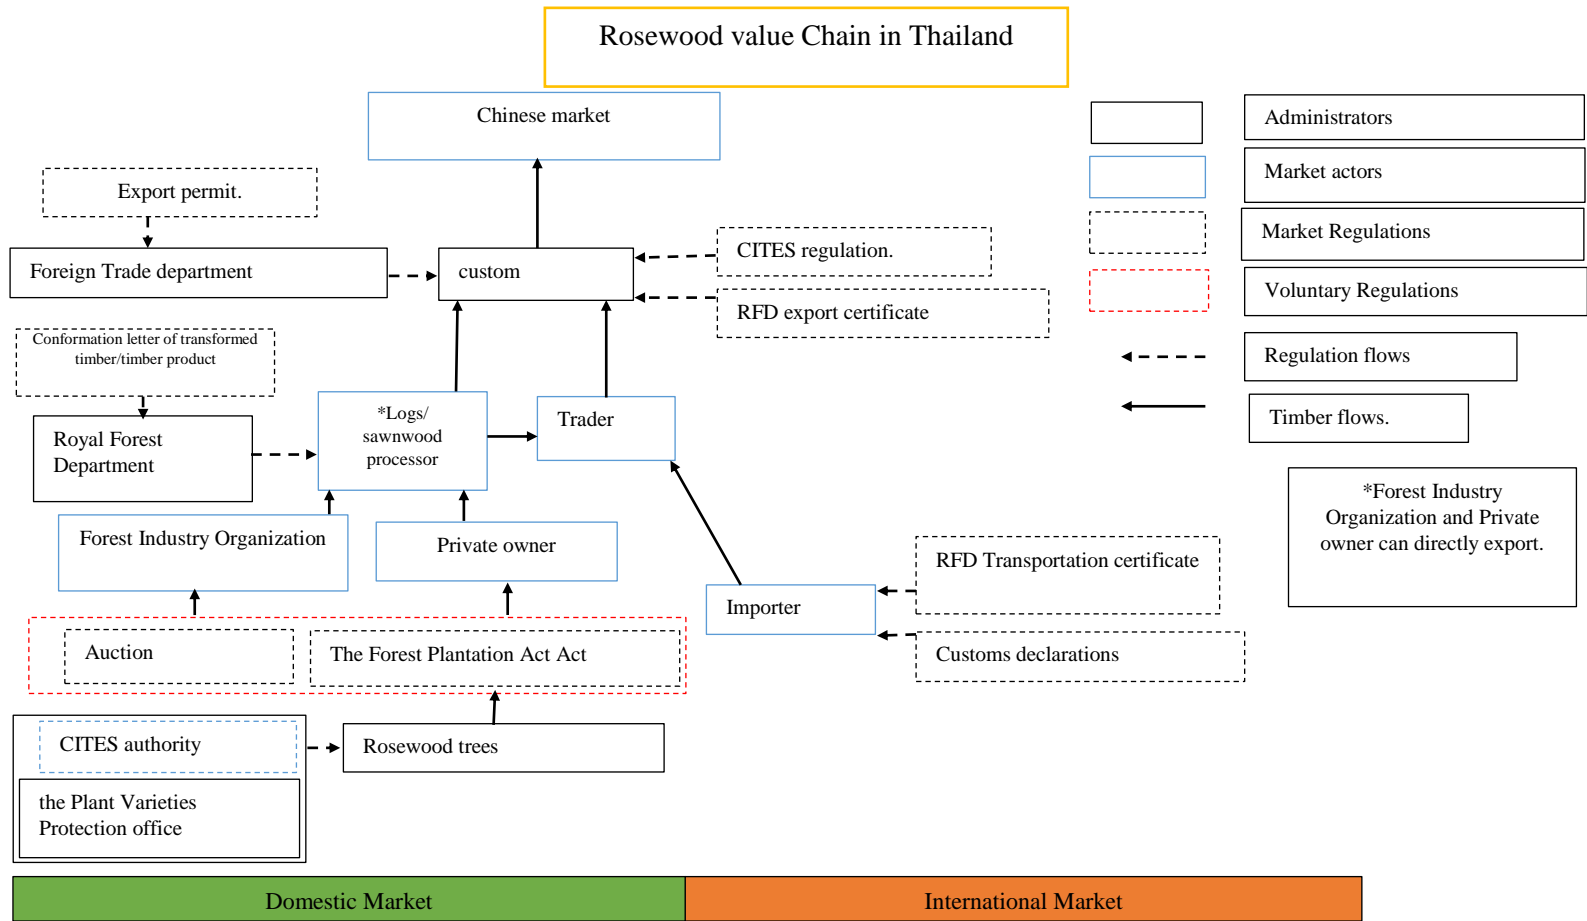 Rosewood value Chain in Thailand
Chinese market
Administrators
Market actors
Export permit.
Market Regulations
CITES regulation.
Foreign Trade department
custom
Voluntary Regulations
RFD export certificate
Conformation letter of transformed
timber/timber product
Regulation flows
*Logs/
sawnwood
processor
Trader
Timber flows.
Royal Forest
Department
*Forest Industry
Organization and Private
owner can directly export.
Forest Industry Organization
Private owner
RFD Transportation certificate
Importer
Auction
The Forest Plantation Act Act
Customs declarations
CITES authority
Rosewood trees
the Plant Varieties
Protection office
Domestic Market
International Market